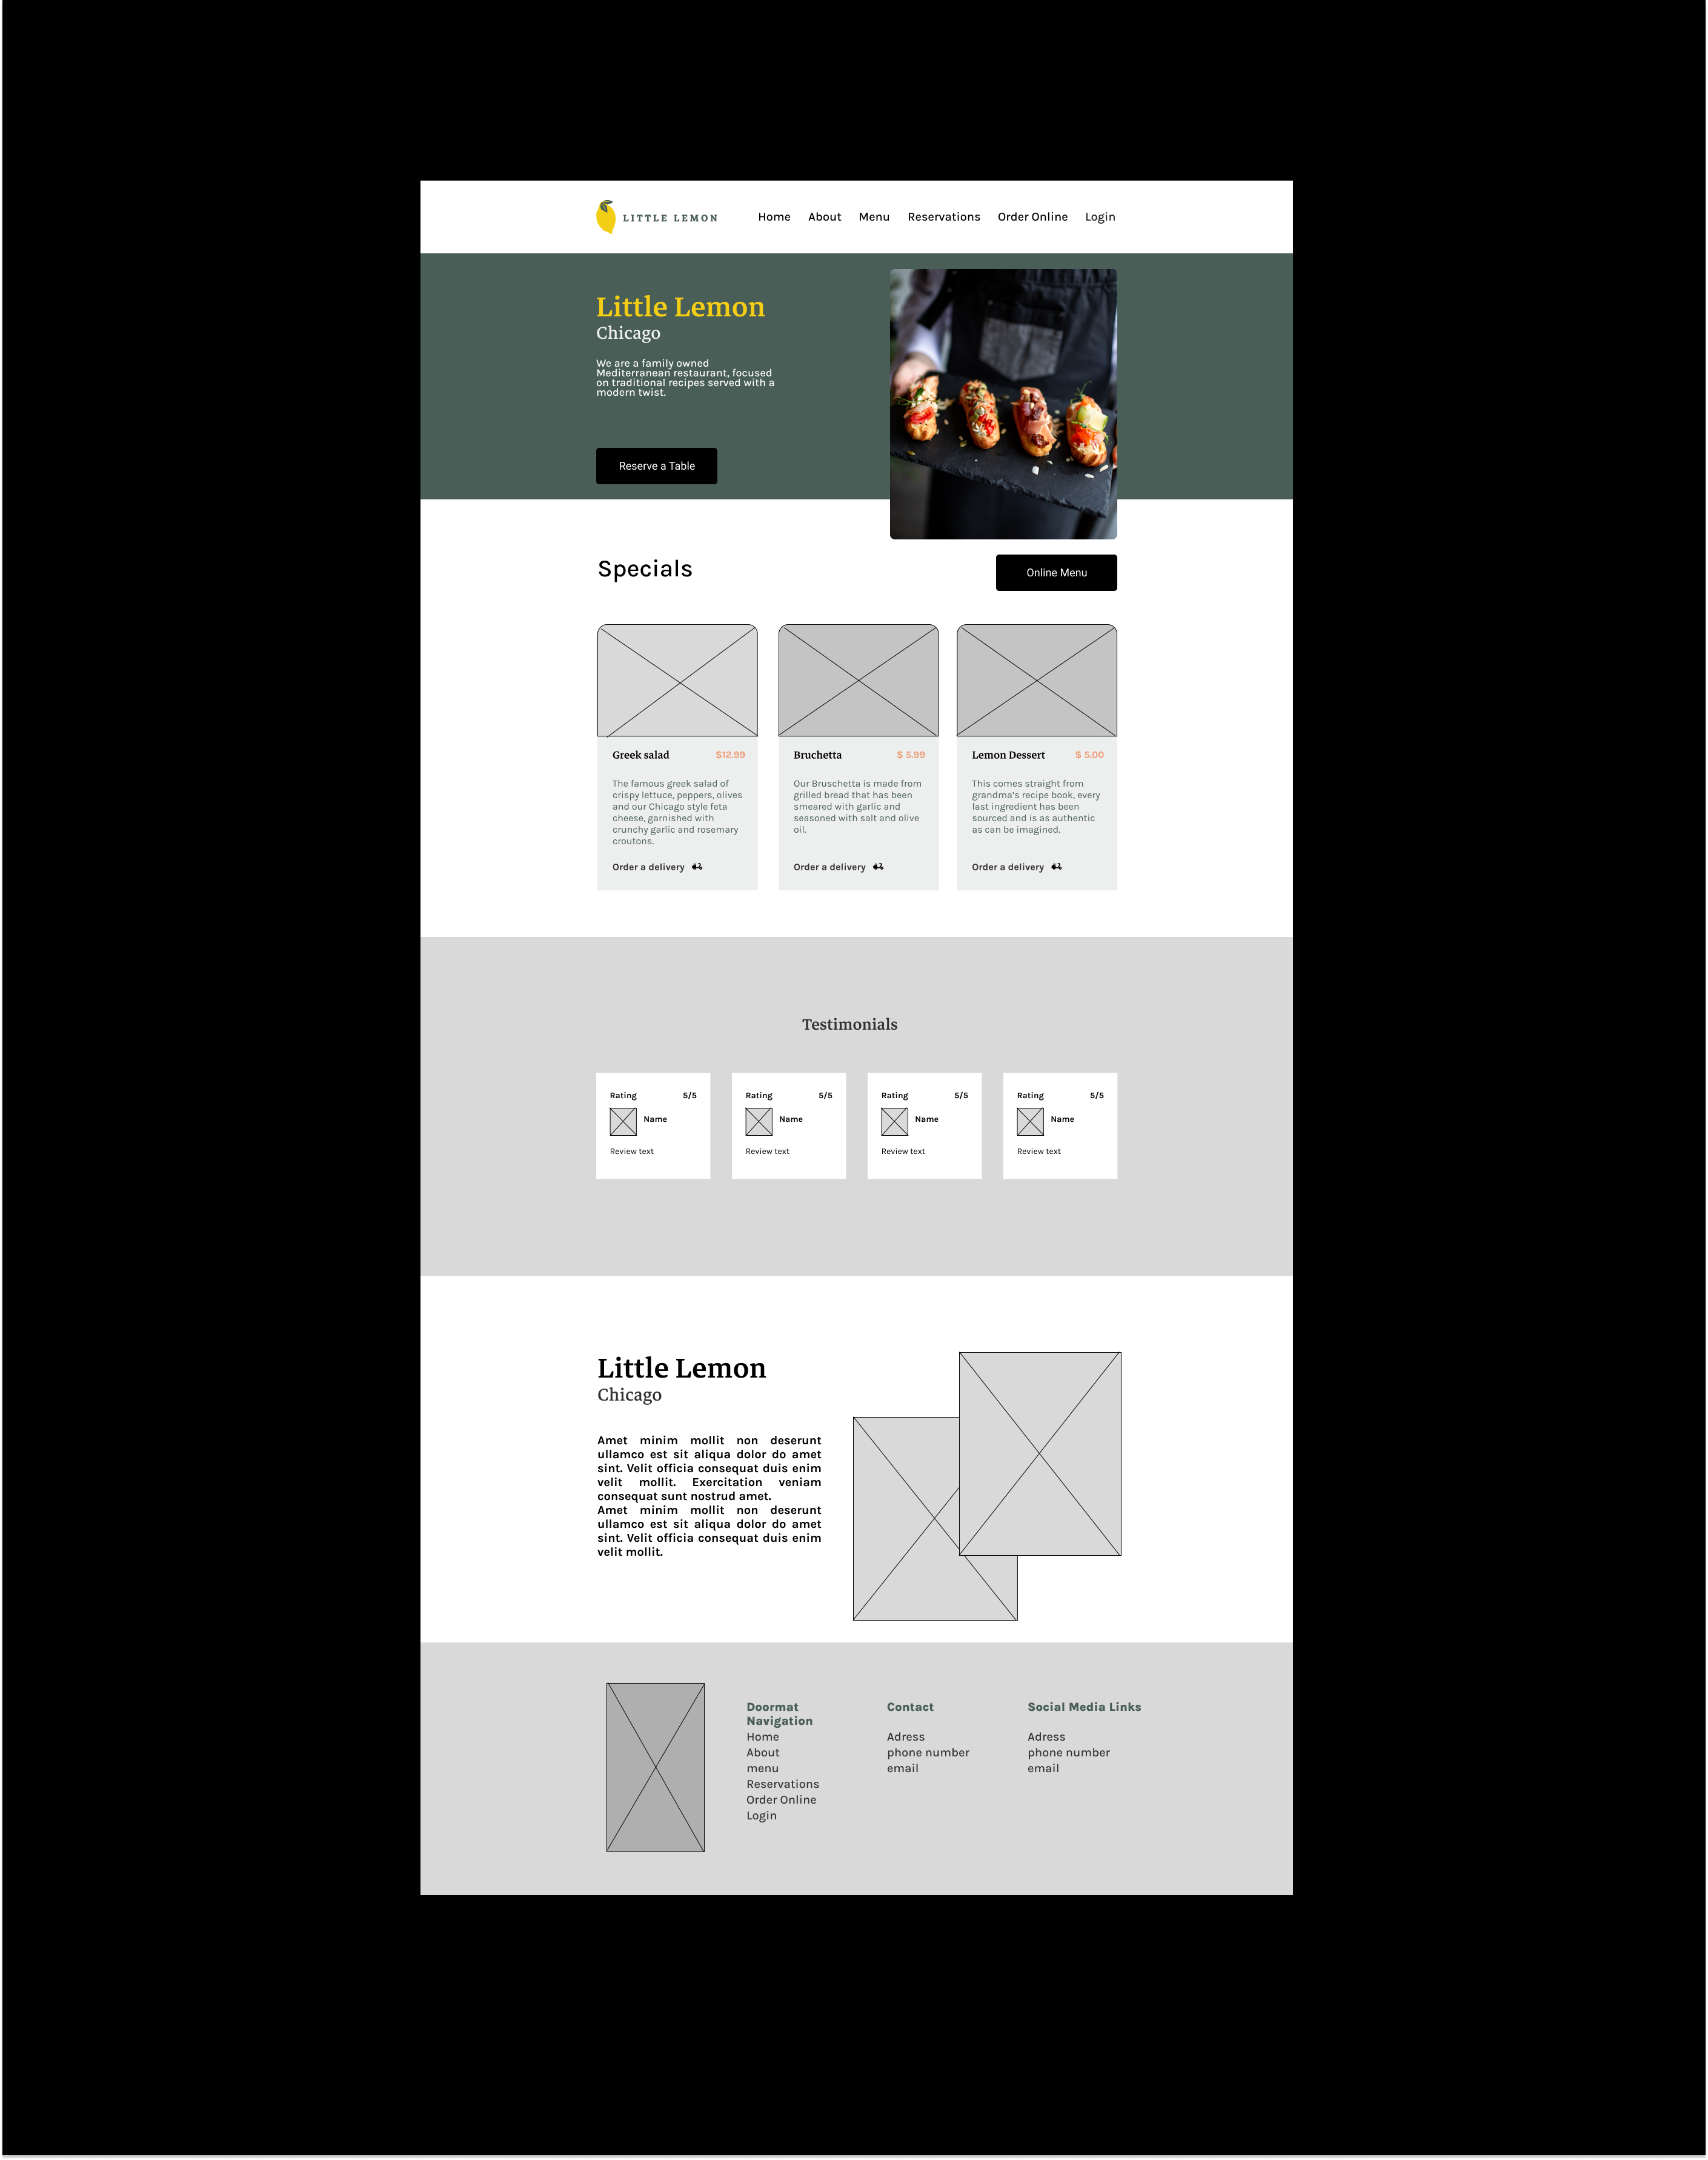 LITTLE LEMON
Home About Menu Reservations Order Online Login
Little Lemon
Chicago
We are a family owned
Mediterranean restaurant, focused
on traditional recipes served with a
modern twist.
Reserve a Table
Specials
Online Menu
Greek salad $12.99
The famous greek salad of
crispy lettuce, peppers, olives
and our Chicago style feta
cheese, garnished with
crunchy garlic and rosemary
croutons.
Order a delivery
Bruchetta $ 5.99
Our Bruschetta is made from
grilled bread that has been
smeared with garlic and
seasoned with salt and olive
oil.
Order a delivery
Lemon Dessert $ 5.00
This comes straight from
grandma's recipe book, every
last ingredient has been
sourced and is as authentic
as can be imagined.
Order a delivery
Testimonials
Rating 5/5
Name
Review text
Rating 5/5
Name
Review text
Rating 5/5
Name
Review text
Rating 5/5
Name
Review text
Little Lemon
Chicago
Amet minim mollit non deserunt
ullamco est sit aliqua dolor do amet
sint. Velit officia consequat duis enim
velit mollit. Exercitation veniam
consequat sunt nostrud amet.
Amet minim mollit non deserunt
ullamco est sit aliqua dolor do amet
sint. Velit officia consequat duis enim
velit mollit.
Doormat
Navigation
Home
About
menu
Reservations
Order Online
Login
Contact
Adress
phone number
email
Social Media Links
Adress
phone number
email